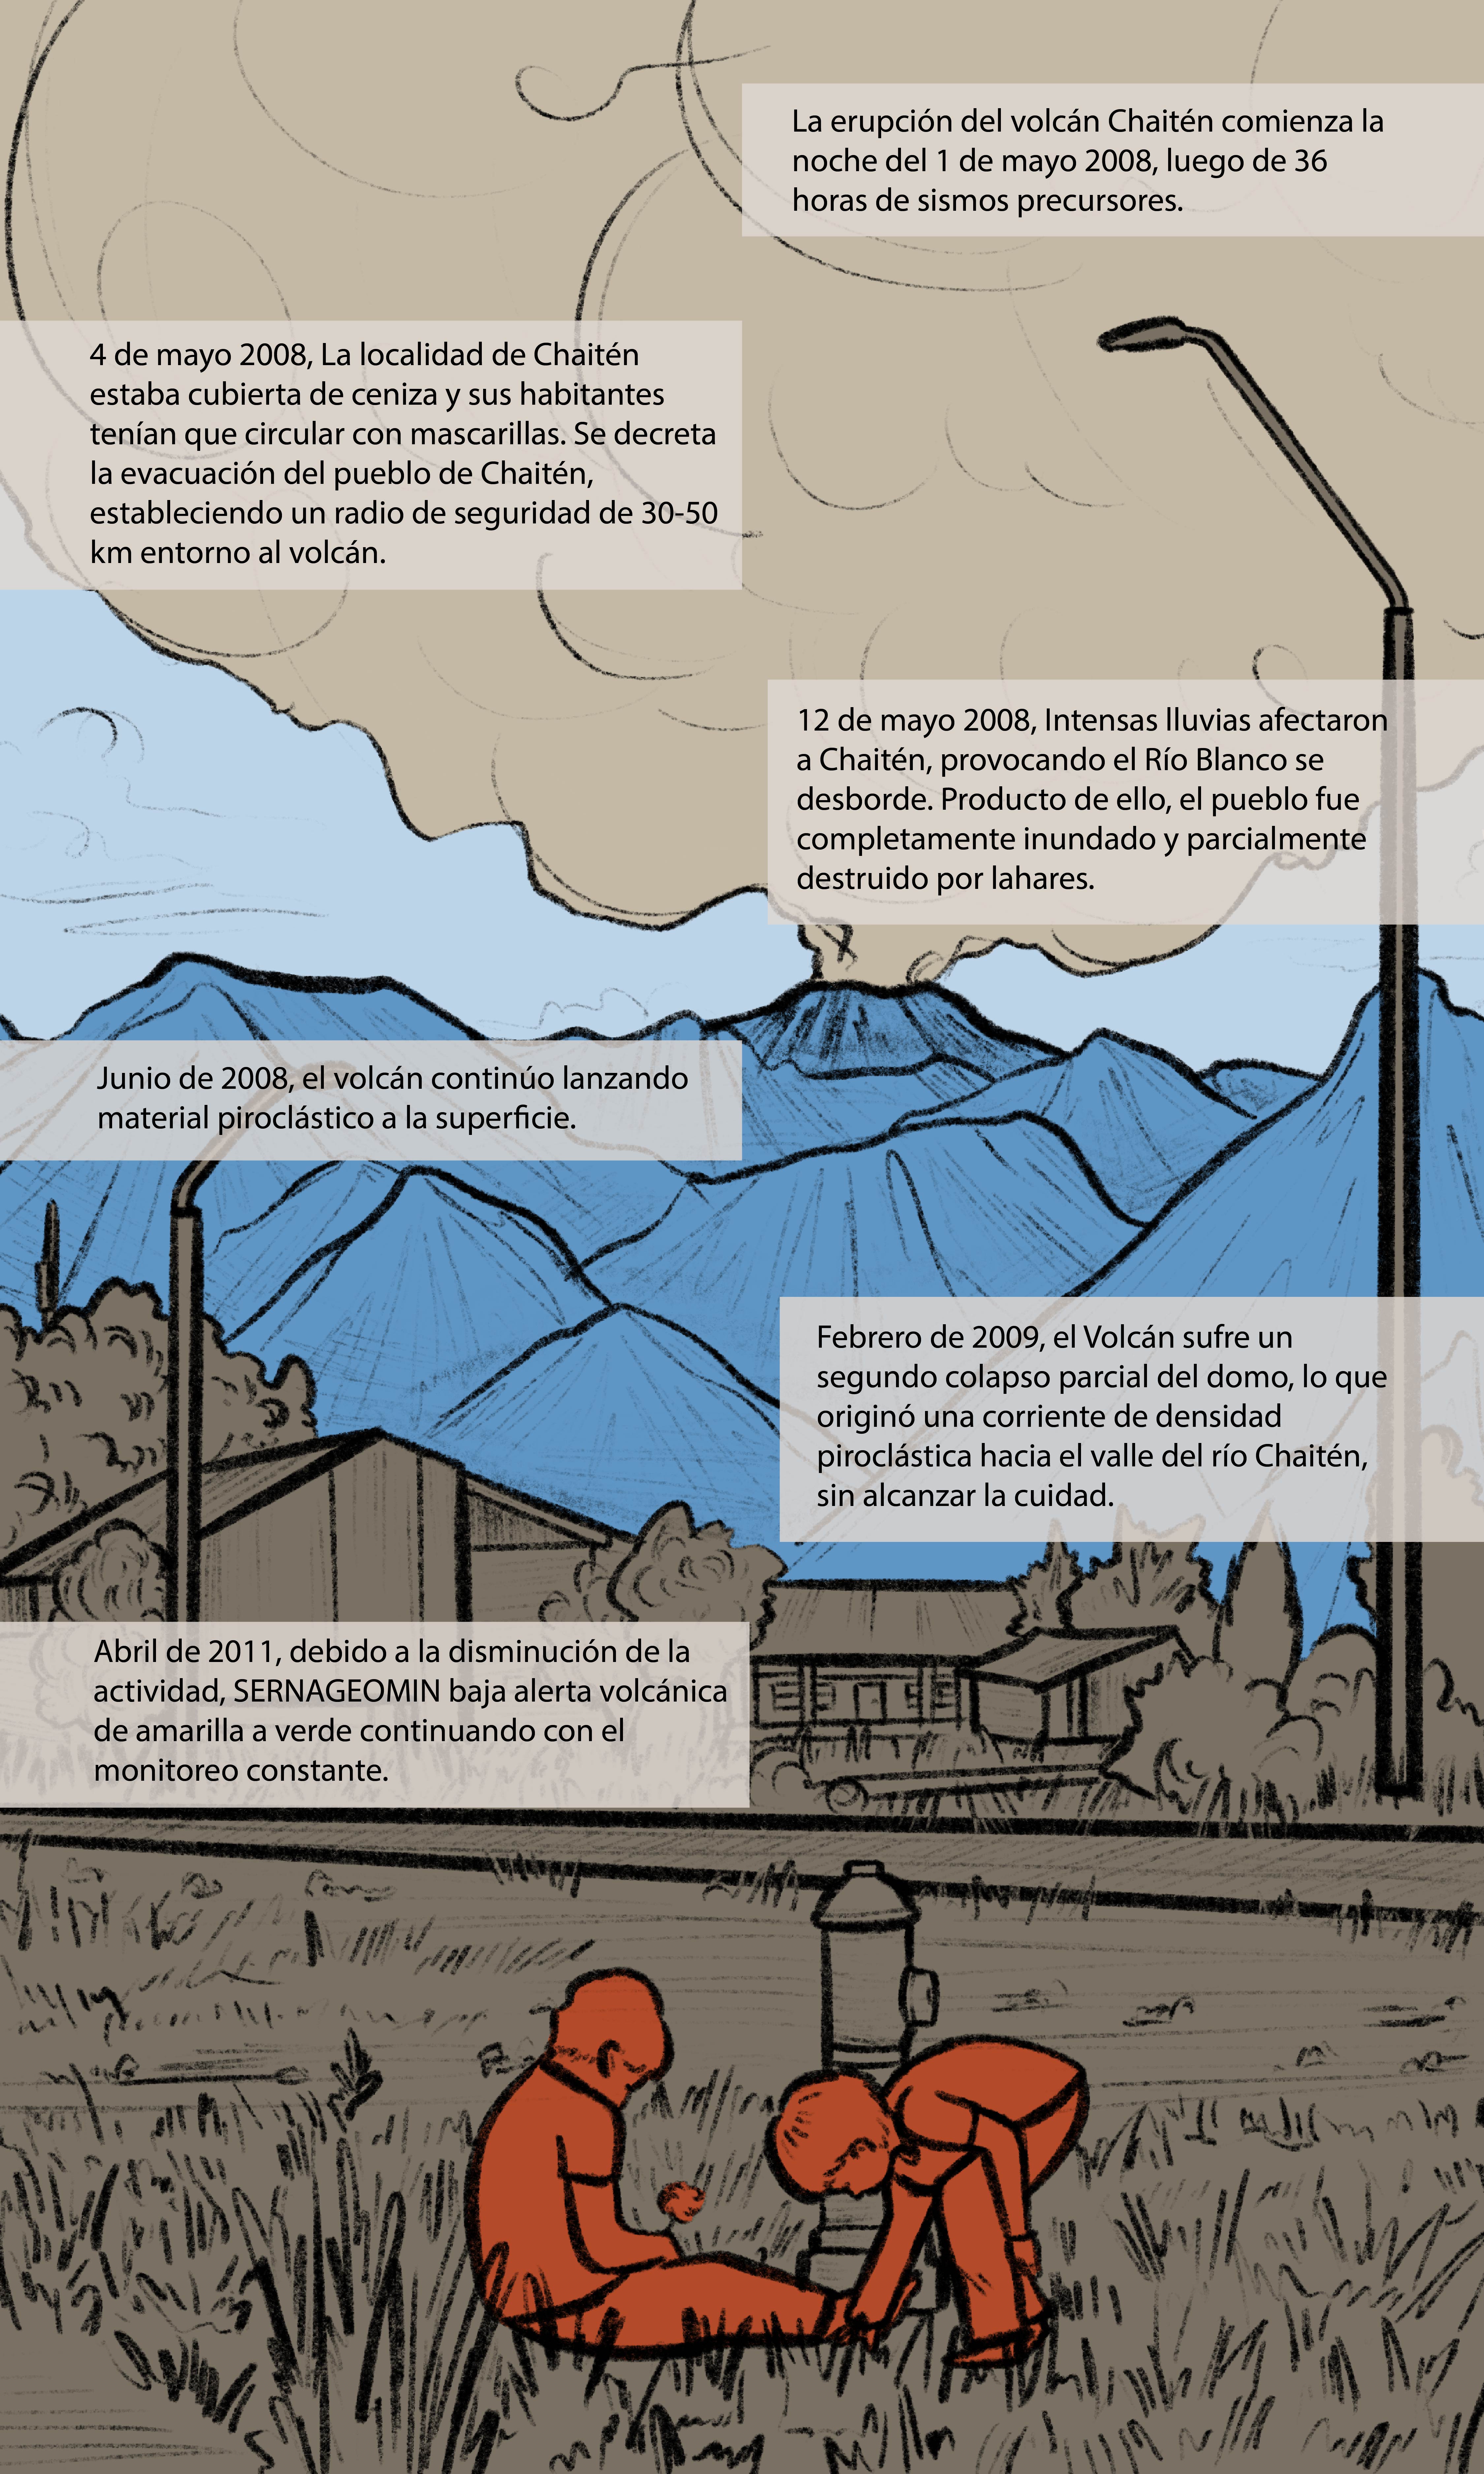 La erupción del volcán Chaitén comienza la
noche del 1 de mayo 2008, luego de 36
horas de sismos precursores.
4 de mayo 2008, La localidad de Chaitén
estaba cubierta de ceniza y sus habitantes
tenían que circular con mascarillas. Se decreta
la evacuación del pueblo de Chaitén,
estableciendo un radio de seguridad de 30-50
km entorno al volcán.
12 de mayo 2008, Intensas lluvias afectaron
a Chaitén, provocando el Río Blanco se
desborde. Producto de ello, el pueblo fue
completamente inundado y parcialmente
destruido por lahares.
Junio de 2008, el volcán continúo lanzando
material piroclástico a la superficie.
Febrero de 2009, el Volcán sufre un
segundo colapso parcial del domo, lo que
originó una corriente de densidad
piroclástica hacia el valle del río Chaitén,
sin alcanzar la cuidad.
Abril de 2011, debido a la disminución de la
actividad, SERNAGEOMIN baja alerta volcánica
de amarilla a verde continuando con el
monitoreo constante.